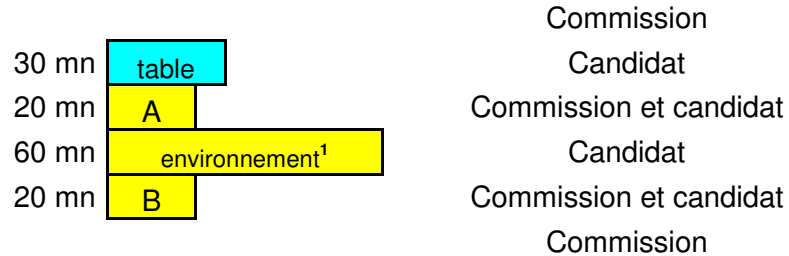 Commission
30 mn table Candidat
20 mn A Commission et candidat
60 mn environnement¹ Candidat
20 mn B Commission et candidat
Commission